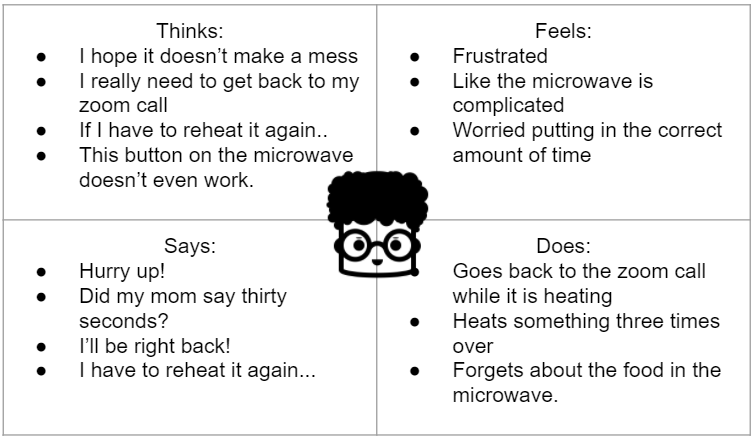 Thinks:
● I hope it doesn’t make a mess
● I really need to get back to my
zoom call
● If I have to reheat it again..
● This button on the microwave
doesn’t even work.
Feels:
● Frustrated
● Like the microwave is
complicated
● Worried putting in the correct
amount of time
Says:
● Hurry up!
● Did my mom say thirty
seconds?
● I’ll be right back!
● I have to reheat it again...
Does:
● Goes back to the zoom call
while it is heating
● Heats something three times
over
● Forgets about the food in the
microwave.